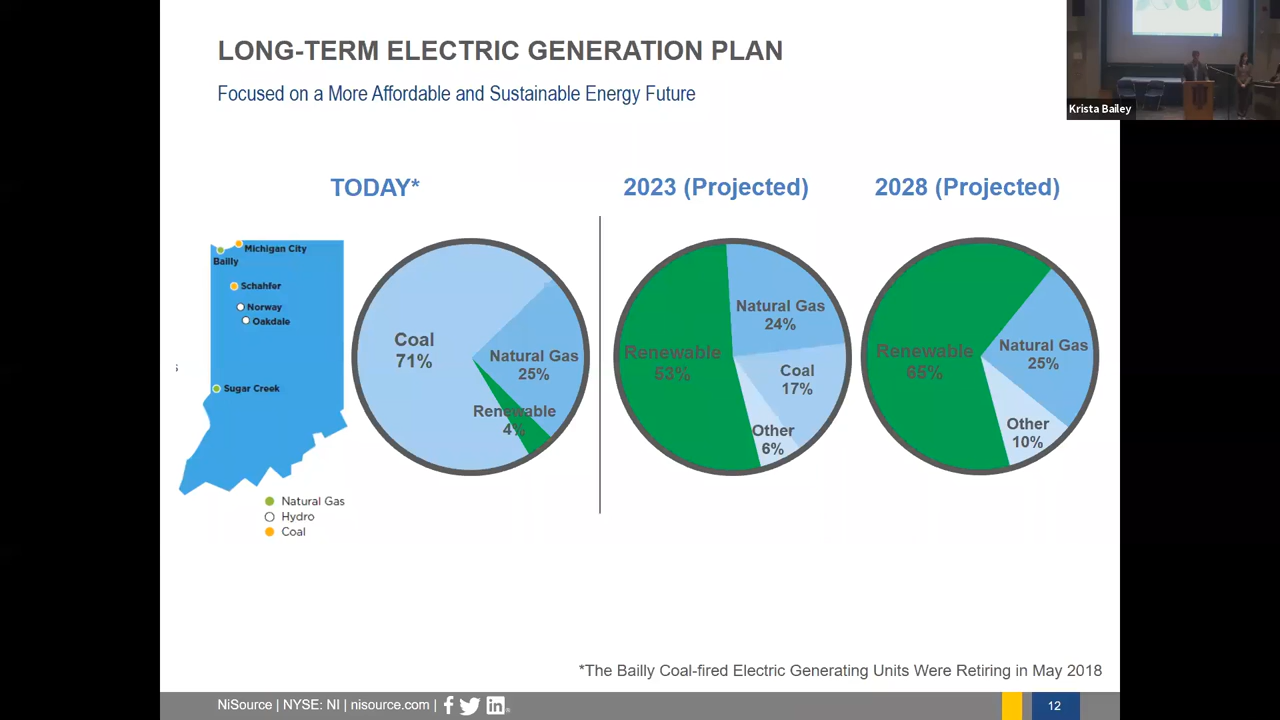 LONG-TERM ELECTRIC GENERATION PLAN
Focused on a More Affordable and Sustainable Energy Future
Krista Bailey
TODAY*
2023 (Projected)
2028 (Projected)
Michigan City
Bailly
Schahfer
Norway
Oakdale
Sugar Creek
Natural Gas
Hydro
Coal
Coal
71%
Natural Gas
25%
Renewable
4%
Renewable
53%
Natural Gas
24%
Coal
17%
Other
6%
Renewable
65%
Natural Gas
25%
Other
10%
*The Bailly Coal-fired Electric Generating Units Were Retiring in May 2018
NiSource | NYSE: NI | nisource.com |
12